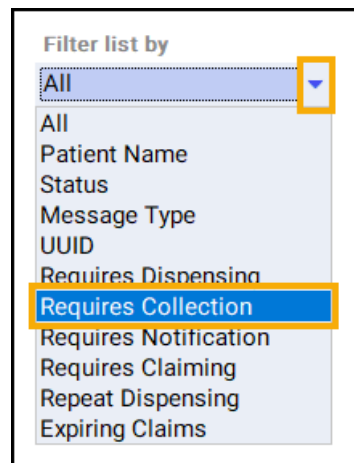 Filter list by
All
All
Patient Name
Status
Message Type
UUID
Requires Dispensing
Requires Collection
Requires Notification
Requires Claiming
Repeat Dispensing
Expiring Claims